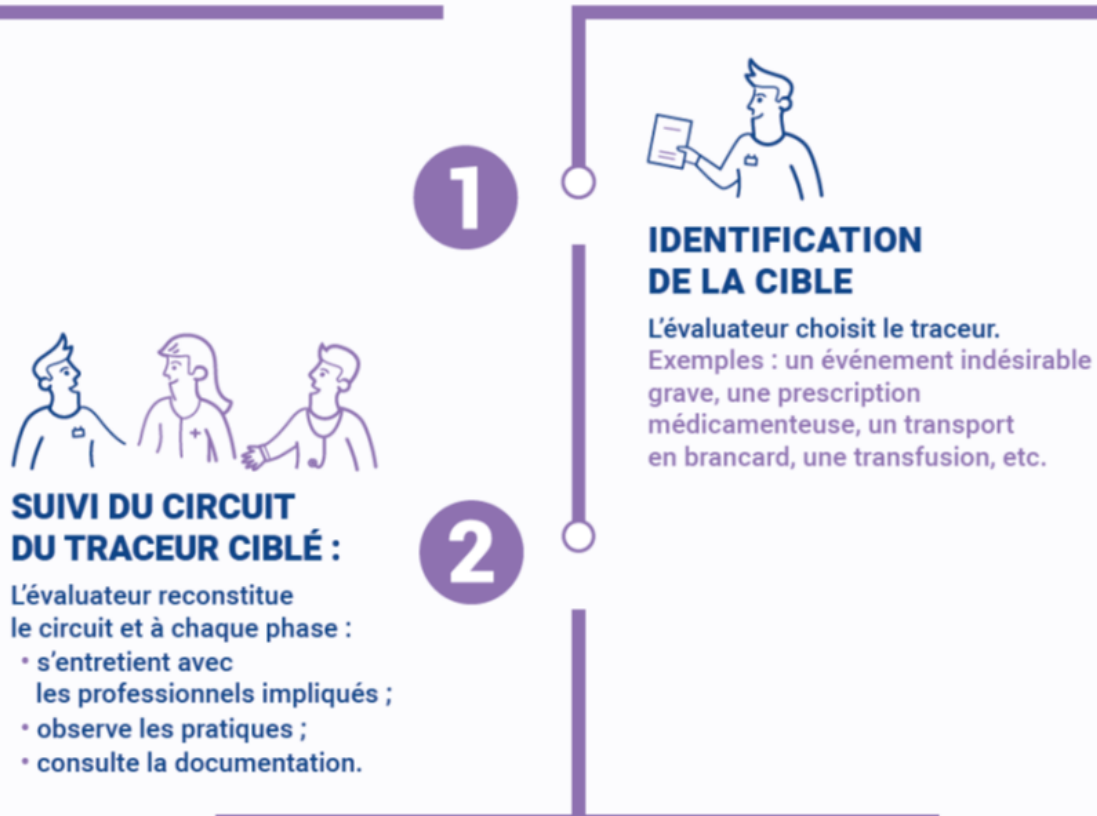 1
IDENTIFICATION
DE LA CIBLE
L'évaluateur choisit le traceur.
Exemples : un événement indésirable
grave, une prescription
médicamenteuse, un transport
en brancard, une transfusion, etc.
2
SUIVI DU CIRCUIT
DU TRACEUR CIBLÉ :
L'évaluateur reconstitue
le circuit et à chaque phase :
• s'entretient avec
les professionnels impliqués ;
• observe les pratiques ;
• consulte la documentation.